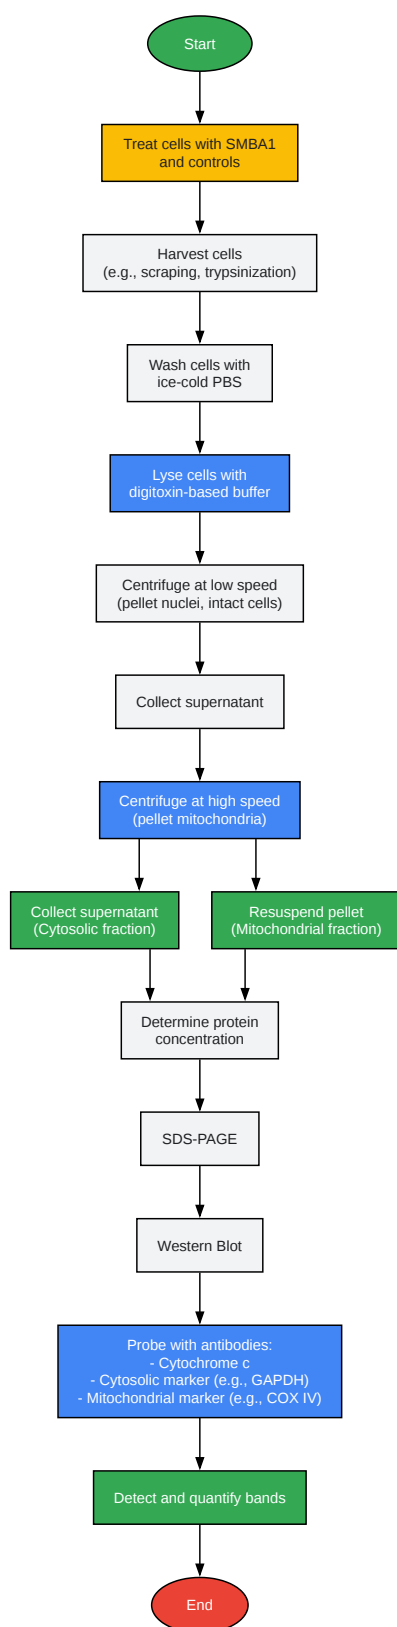 Start
Treat cells with SMBA1
and controls
Harvest cells
(e.g., scraping, trypsinization)
Wash cells with
ice-cold PBS
Lyse cells with
digitoxin-based buffer
Centrifuge at low speed
(pellet nuclei, intact cells)
Collect supernatant
Centrifuge at high speed
(pellet mitochondria)
Collect supernatant
(Cytosolic fraction)
Resuspend pellet
(Mitochondrial fraction)
Determine protein
concentration
SDS-PAGE
Western Blot
Probe with antibodies:
- Cytochrome c
- Cytosolic marker (e.g., GAPDH)
- Mitochondrial marker (e.g., COX IV)
Detect and quantify bands
End